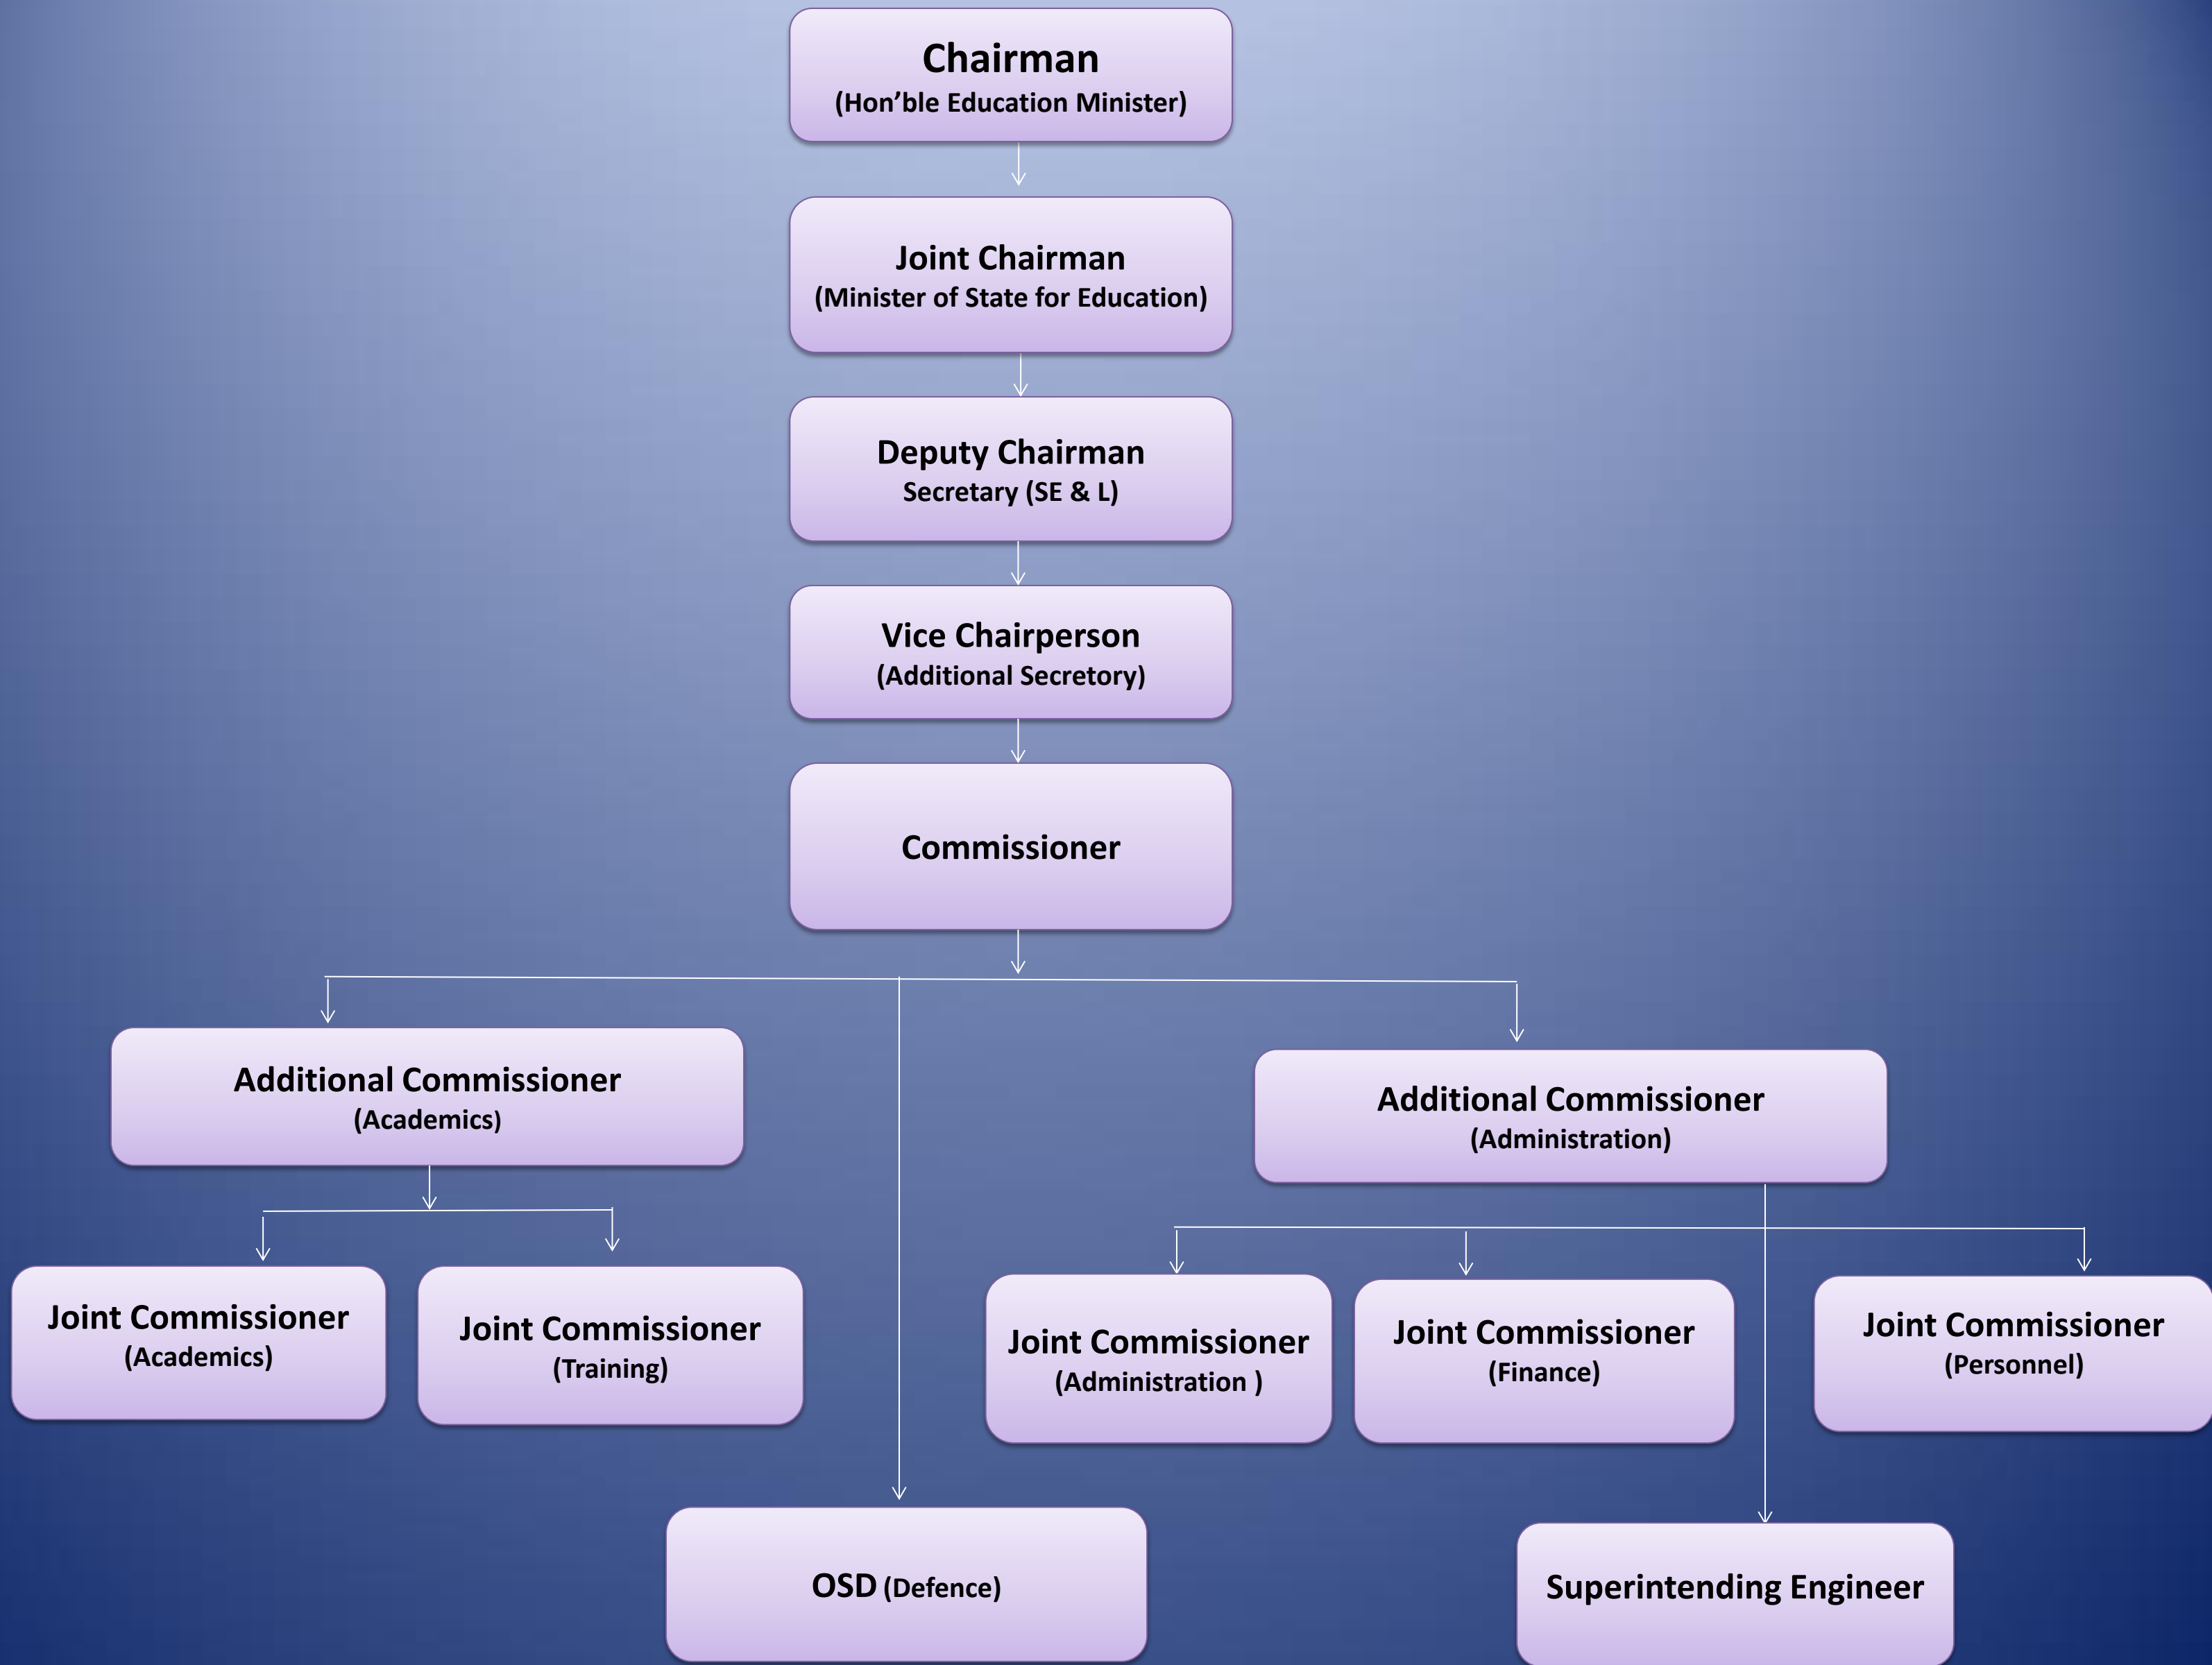 Chairman
(Hon’ble Education Minister)
Joint Chairman
(Minister of State for Education)
Deputy Chairman
Secretary (SE & L)
Vice Chairperson
(Additional Secretory)
Commissioner
Additional Commissioner
(Academics)
Additional Commissioner
(Administration)
Joint Commissioner
(Academics)
Joint Commissioner
(Training)
Joint Commissioner
(Administration )
Joint Commissioner
(Finance)
Joint Commissioner
(Personnel)
OSD (Defence)
Superintending Engineer